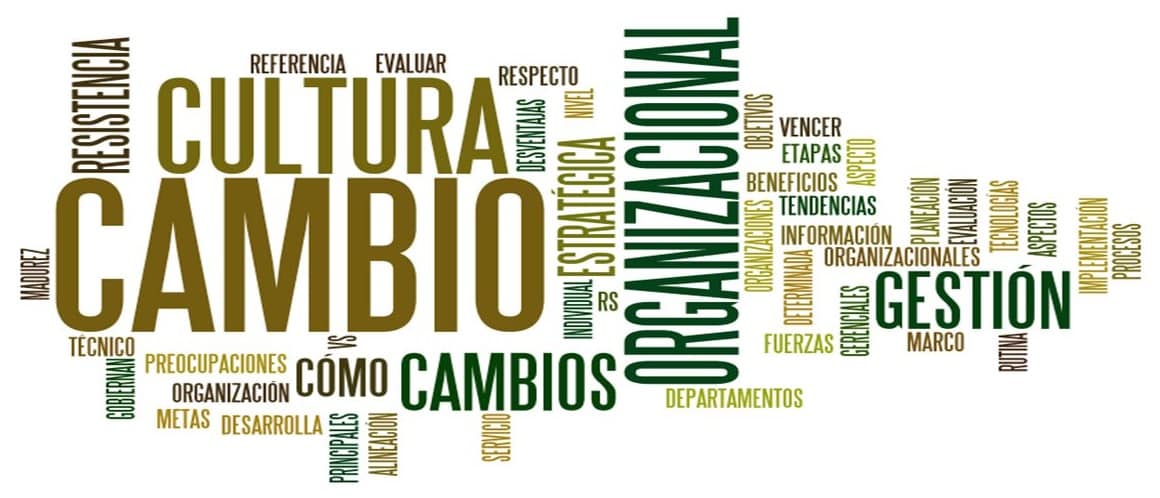 RESISTENCIA
REFERENCIA
EVALUAR
RESPECTO
CULTURA
DESVENTAJAS
NIVEL
CAMBIO
MADUREZ
ESTRATÉGICA
INDIVIDUAL
RS
ORGANIZACIONAL
OBJETIVOS
VENCER
ETAPAS
ASPECTO
BENEFICIOS
TENDENCIAS
ORGANIZACIONES
INFORMACIÓN
ORGANIZACIONALES
DETERMINADA
PLANEACIÓN
EVALUACIÓN
TECNOLOGÍAS
ASPECTOS
IMPLEMENTACIÓN
PROCESOS
GESTIÓN
FUERZAS
GERENCIALES
MARCO
RUTINA
TÉCNICO
GOBIERNAN
PREOCUPACIONES
VS
ORGANIZACIÓN
CÓMO
CAMBIOS
DEPARTAMENTOS
METAS
DESARROLLA
PRINCIPALES
ALINEACIÓN
SERVICIO